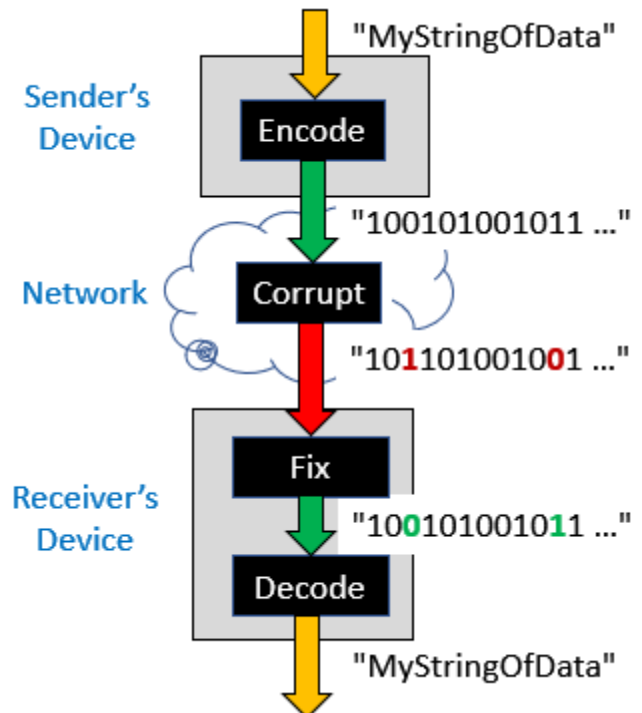 "MyStringOfData"
Sender's
Device
Encode
"100101001011 ..."
Network
Corrupt
"101101001001 ..."
Fix
Receiver's
Device
"100101001011 ..."
Decode
"MyStringOfData"